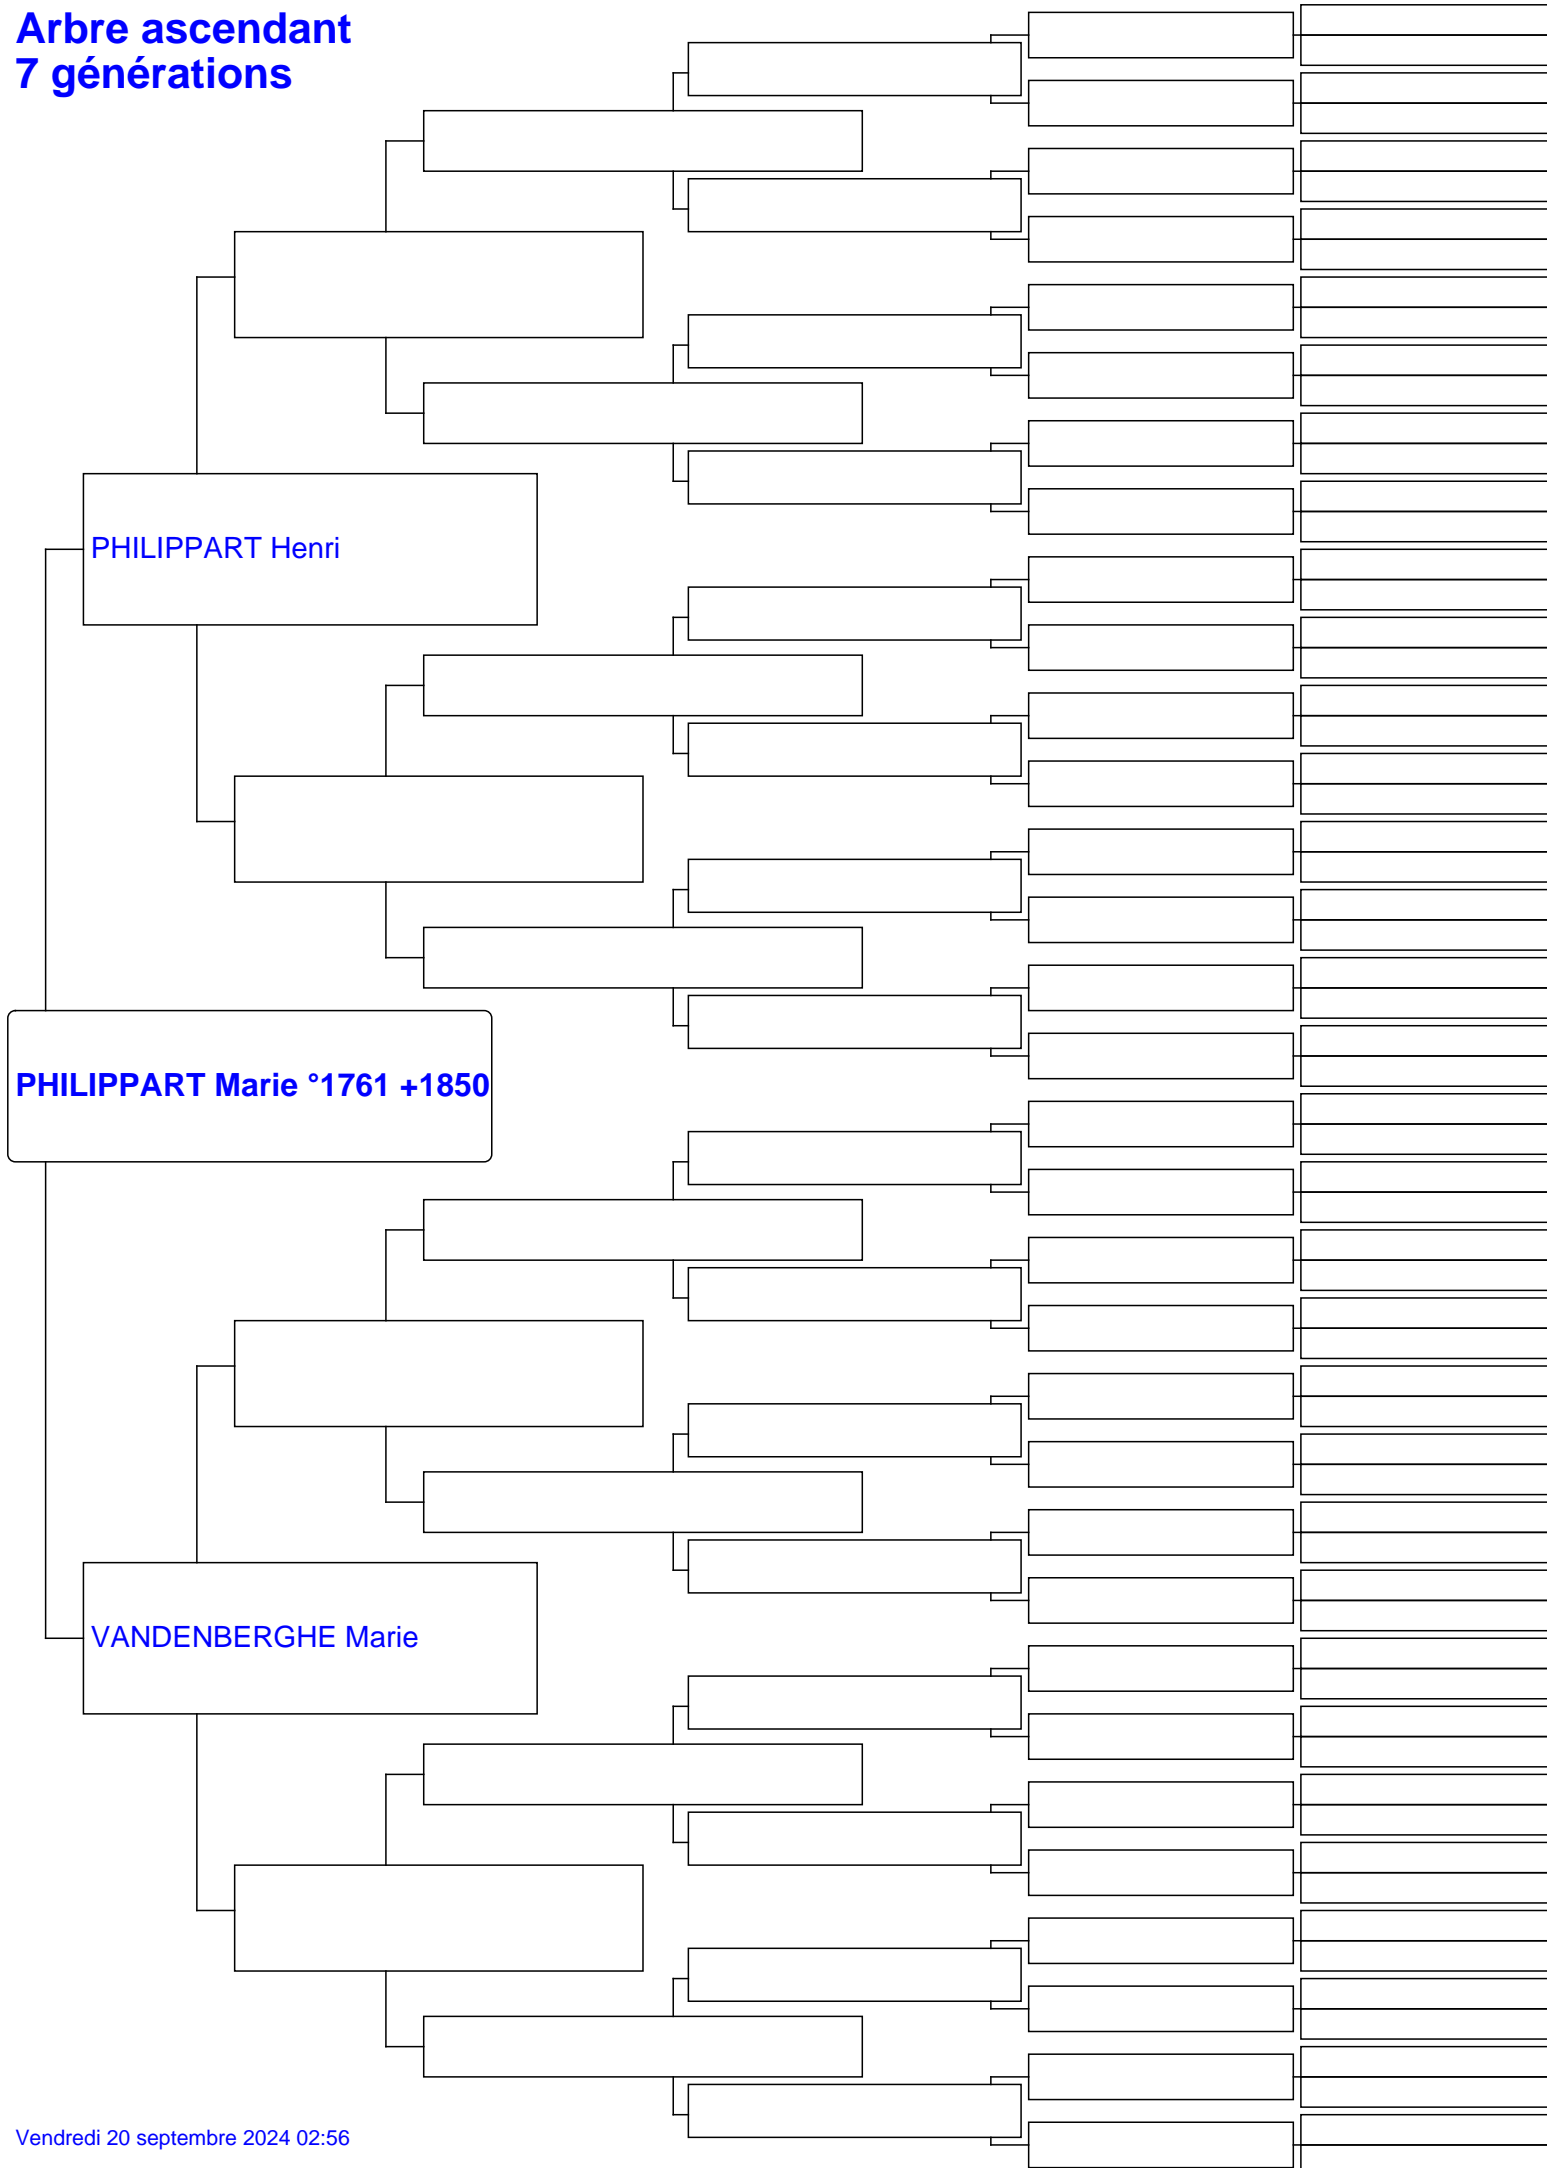 Arbre ascendant
7 générations
PHILIPPART Henri
PHILIPPART Marie °1761 +1850
VANDENBERGHE Marie
Vendredi 20 septembre 2024 02:56